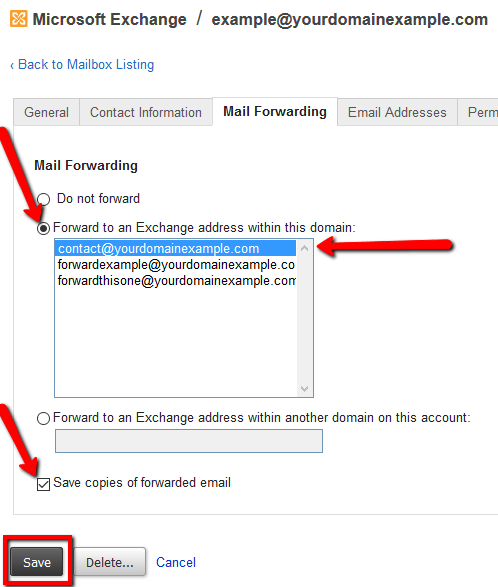 Microsoft Exchange / example@yourdomainexample.com
‹ Back to Mailbox Listing
General Contact Information Mail Forwarding Email Addresses Perm
Mail Forwarding
Do not forward
Forward to an Exchange address within this domain:
contact@yourdomainexample.com
forwardexample@yourdomainexample.co
forwardthisone@yourdomainexample.com
Forward to an Exchange address within another domain on this account:
Save copies of forwarded email
Save Delete... Cancel